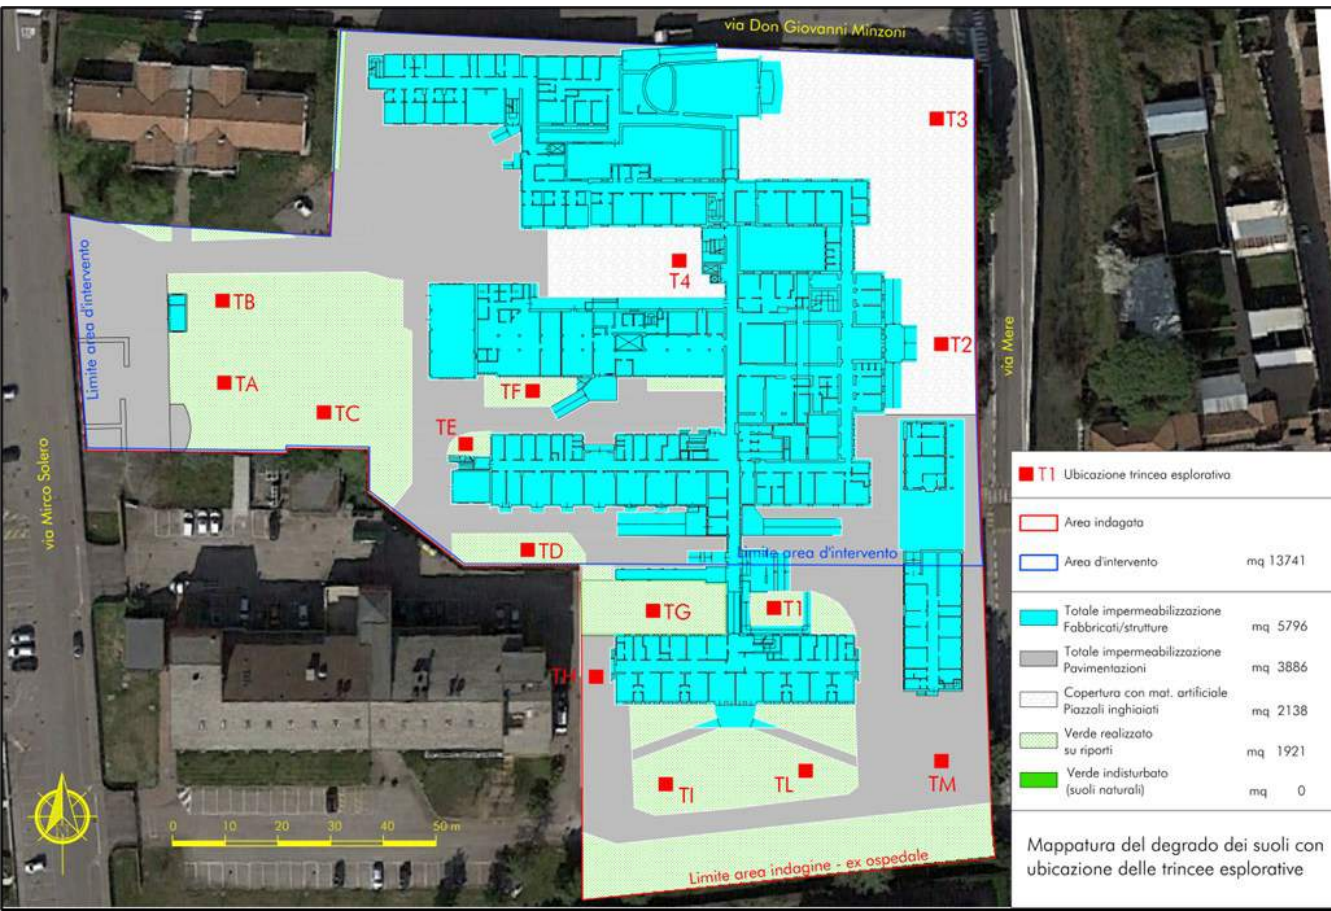 via Don Giovanni Minzoni
T3
Limite area d'intervento
T4
TB
T2
via Mere
TA
TF
TC
TE
via Mirco Solero
TD
Limite area d'intervento
TG
T1
TH
TI
TL
TM
0 10 20 30 40 50 m
N
Limite area indagine - ex ospedale
T1 Ubicazione trincea esplorativa
Area indagata
Area d'intervento mq 13741
Totale impermeabilizzazione
Fabbricati/strutture mq 5796
Totale impermeabilizzazione
Pavimentazioni mq 3886
Copertura con mat. artificiale
Piazzali inghiaiati mq 2138
Verde realizzato
su riporti mq 1921
Verde indisturbato
(suoli naturali) mq 0
Mappatura del degrado dei suoli con
ubicazione delle trincee esplorative